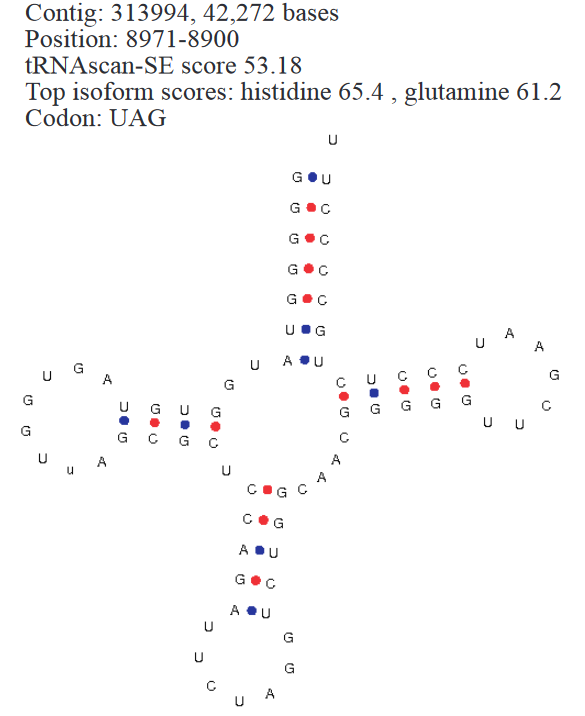 Contig: 313994, 42,272 bases
Position: 8971-8900
tRNAscan-SE score 53.18
Top isoform scores: histidine 65.4 , glutamine 61.2
Codon: UAG
U
G U
G C
G C
G C
G C
U G
U A A
U A U
U G A G C U C C C G
G U G U G G G G G G C
G G C G C C U U
U u A U A A
C G C
C G
A U
G C
A U
U G
U G
C U A